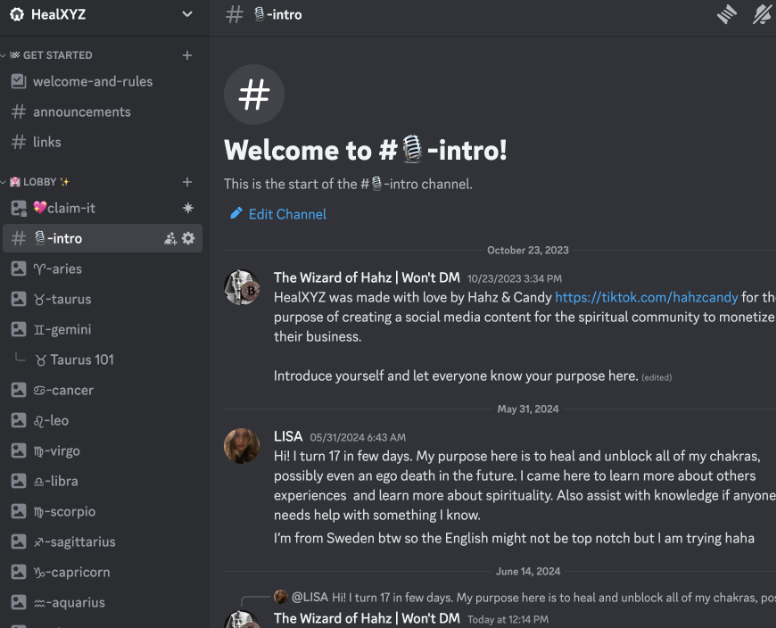 HealXYZ
GET STARTED
welcome-and-rules
announcements
links
LOBBY ✨
💖claim-it
🎙-intro
♈-aries
♉-taurus
♊-gemini
♉ Taurus 101
♋-cancer
♌-leo
♍-virgo
♎-libra
♍-scorpio
♐-sagittarius
♑-capricorn
♒-aquarius
# 🎙-intro
Welcome to #🎙-intro!
This is the start of the #🎙-intro channel.
Edit Channel
October 23, 2023
The Wizard of Hahz | Won't DM 10/23/2023 3:34 PM
HealXYZ was made with love by Hahz & Candy https://tiktok.com/hahzcandy for the
purpose of creating a social media content for the spiritual community to monetize
their business.
Introduce yourself and let everyone know your purpose here. (edited)
May 31, 2024
LISA 05/31/2024 6:43 AM
Hi! I turn 17 in few days. My purpose here is to heal and unblock all of my chakras,
possibly even an ego death in the future. I came here to learn more about others
experiences and learn more about spirituality. Also assist with knowledge if anyone
needs help with something I know.
I'm from Sweden btw so the English might not be top notch but I am trying haha
June 14, 2024
@LISA Hi! I turn 17 in few days. My purpose here is to heal and unblock all of my chakras, pos
The Wizard of Hahz | Won't DM Today at 12:14 PM